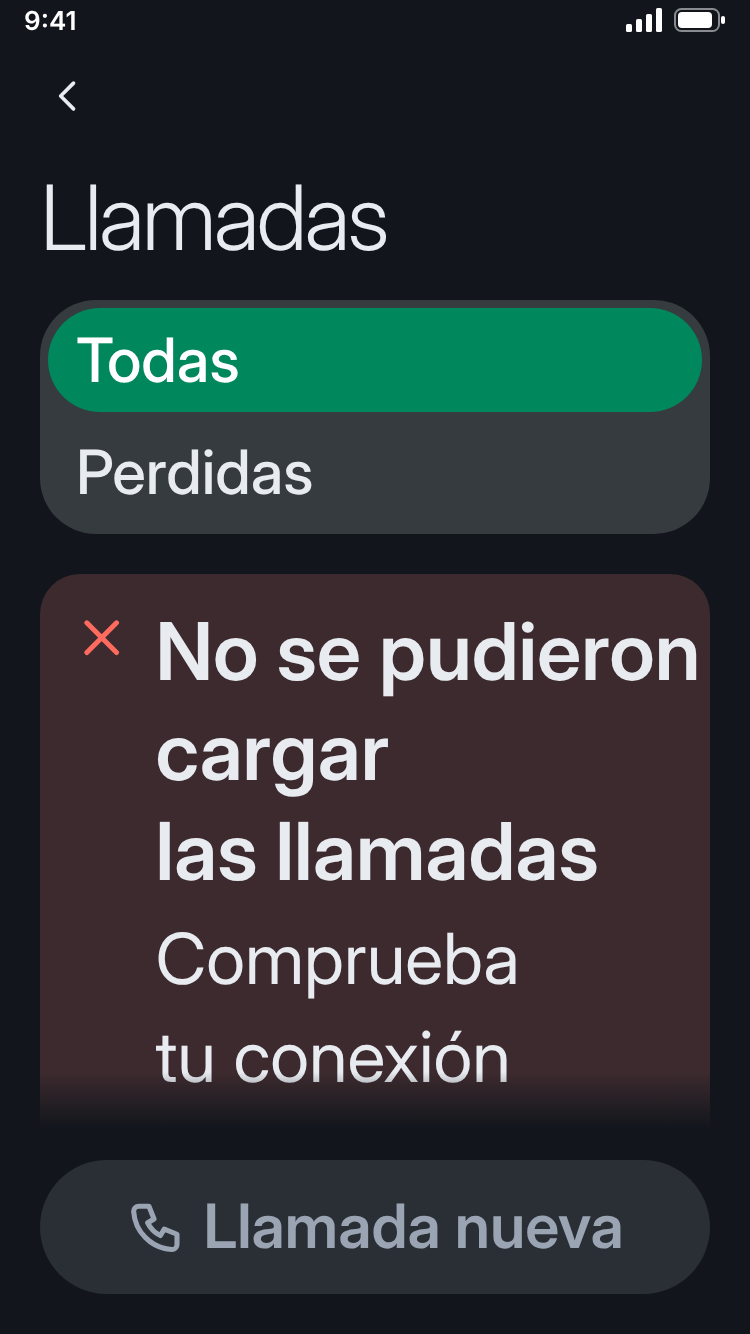 9:41
Llamadas
Todas
Perdidas
No se pudieron
cargar
las llamadas
Comprueba
tu conexión
Llamada nueva